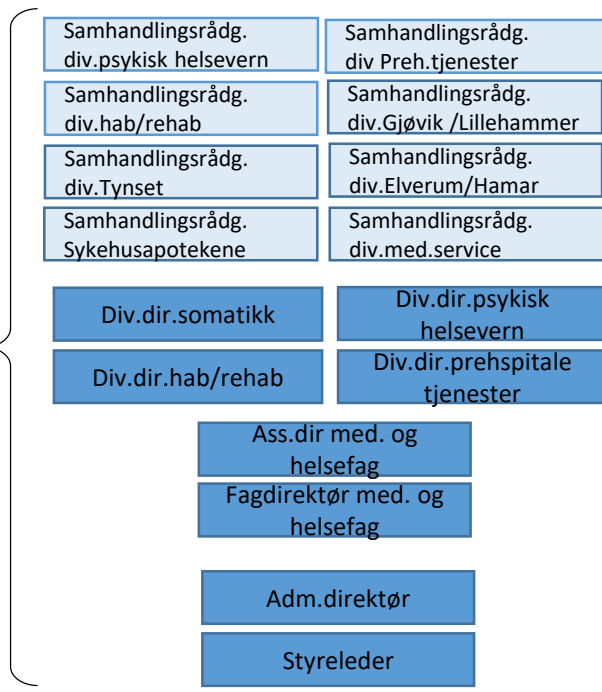 Samhandlingsrådg.
div.psykisk helsevern
Samhandlingsrådg.
div Preh.tjenester
Samhandlingsrådg.
div.hab/rehab
Samhandlingsrådg.
div.Gjøvik /Lillehammer
Samhandlingsrådg.
div.Tynset
Samhandlingsrådg.
div.Elverum/Hamar
Samhandlingsrådg.
Sykehusapotekene
Samhandlingsrådg.
div.med.service
Div.dir.somatikk
Div.dir.psykisk
helsevern
Div.dir.hab/rehab
Div.dir.prehspitale
tjenester
Ass.dir med. og
helsefag
Fagdirektør med. og
helsefag
Adm.direktør
Styreleder